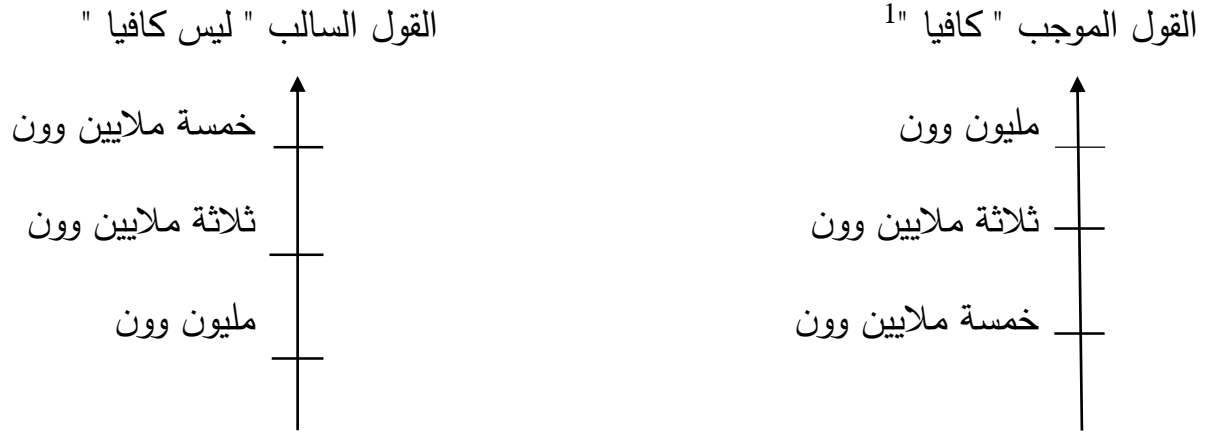 القول الموجب " كافيا "1
مليون وون
ثلاثة ملايين وون
خمسة ملايين وون
القول السالب " ليس كافيا "
خمسة ملايين وون
ثلاثة ملايين وون
مليون وون